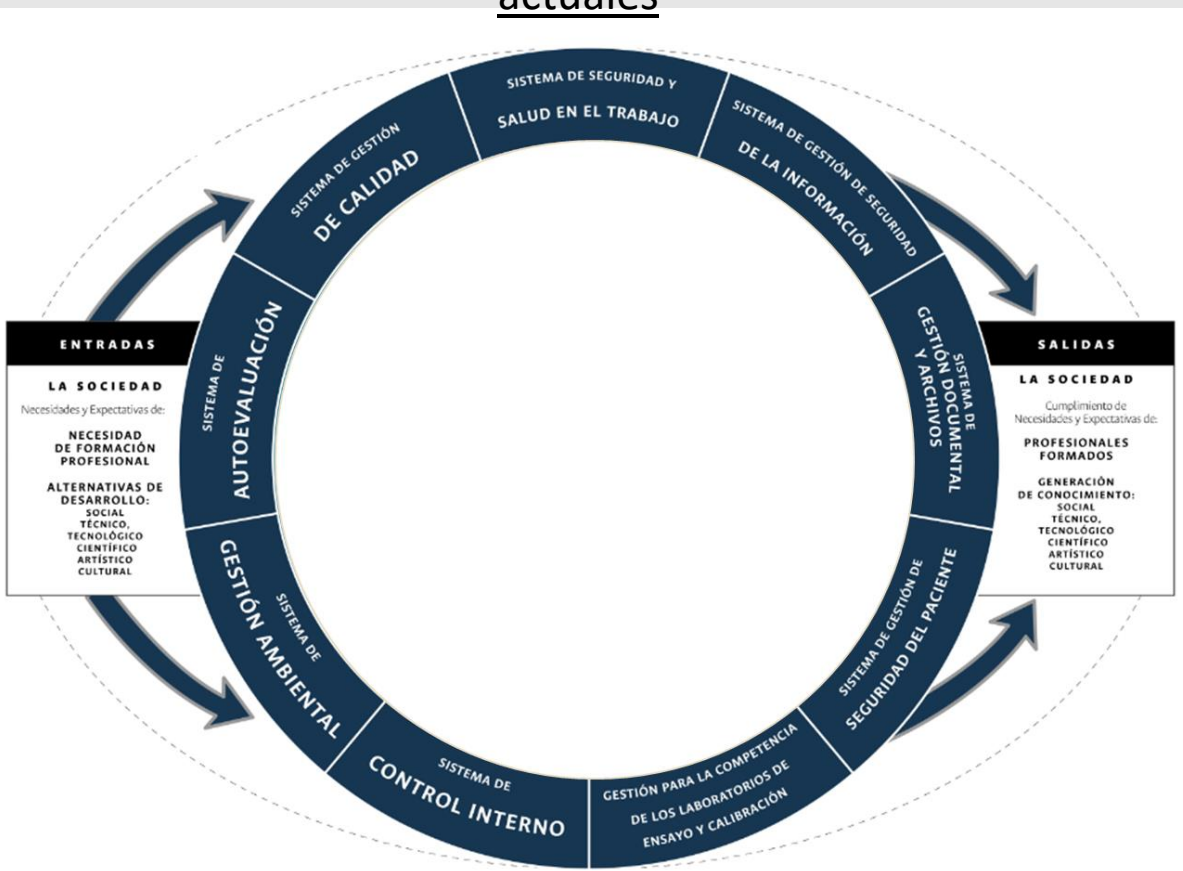 actuales
SISTEMA DE SEGURIDAD Y
SALUD EN EL TRABAJO
SISTEMA DE GESTIÓN DE SEGURIDAD
DE LA INFORMACIÓN
SISTEMA DE
GESTIÓN DOCUMENTAL
Y ARCHIVOS
SISTEMA DE GESTIÓN DE
SEGURIDAD DEL PACIENTE
GESTIÓN PARA LA COMPETENCIA
DE LOS LABORATORIOS DE
ENSAYO Y CALIBRACIÓN
SISTEMA DE
CONTROL INTERNO
SISTEMA DE
GESTIÓN AMBIENTAL
SISTEMA DE
AUTOEVALUACIÓN
SISTEMA DE GESTIÓN
DE CALIDAD
ENTRADAS
LA SOCIEDAD
Necesidades y Expectativas de:
NECESIDAD
DE FORMACIÓN
PROFESIONAL
ALTERNATIVAS DE
DESARROLLO:
SOCIAL
TÉCNICO,
TECNOLÓGICO
CIENTÍFICO
ARTÍSTICO
CULTURAL
SALIDAS
LA SOCIEDAD
Cumplimiento de
Necesidades y Expectativas de:
PROFESIONALES
FORMADOS
GENERACIÓN
DE CONOCIMIENTO:
SOCIAL
TÉCNICO,
TECNOLÓGICO
CIENTÍFICO
ARTÍSTICO
CULTURAL